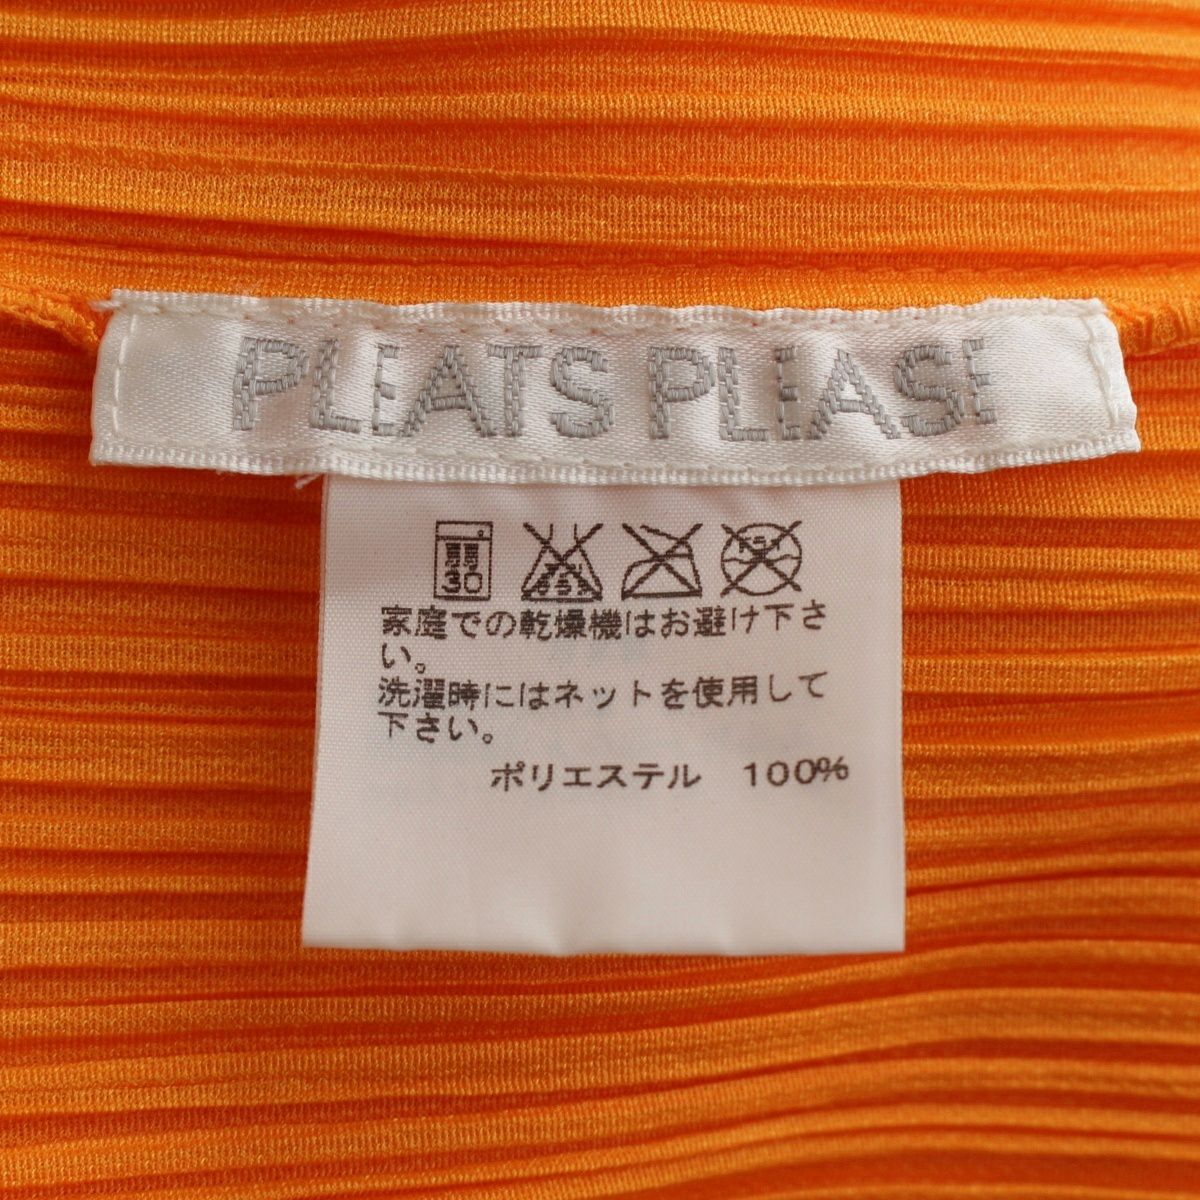 PLEATS PLEASE
30
家庭での乾燥機はお避け下さ
い。
洗濯時にはネットを使用して
下さい。
ポリエステル 100%